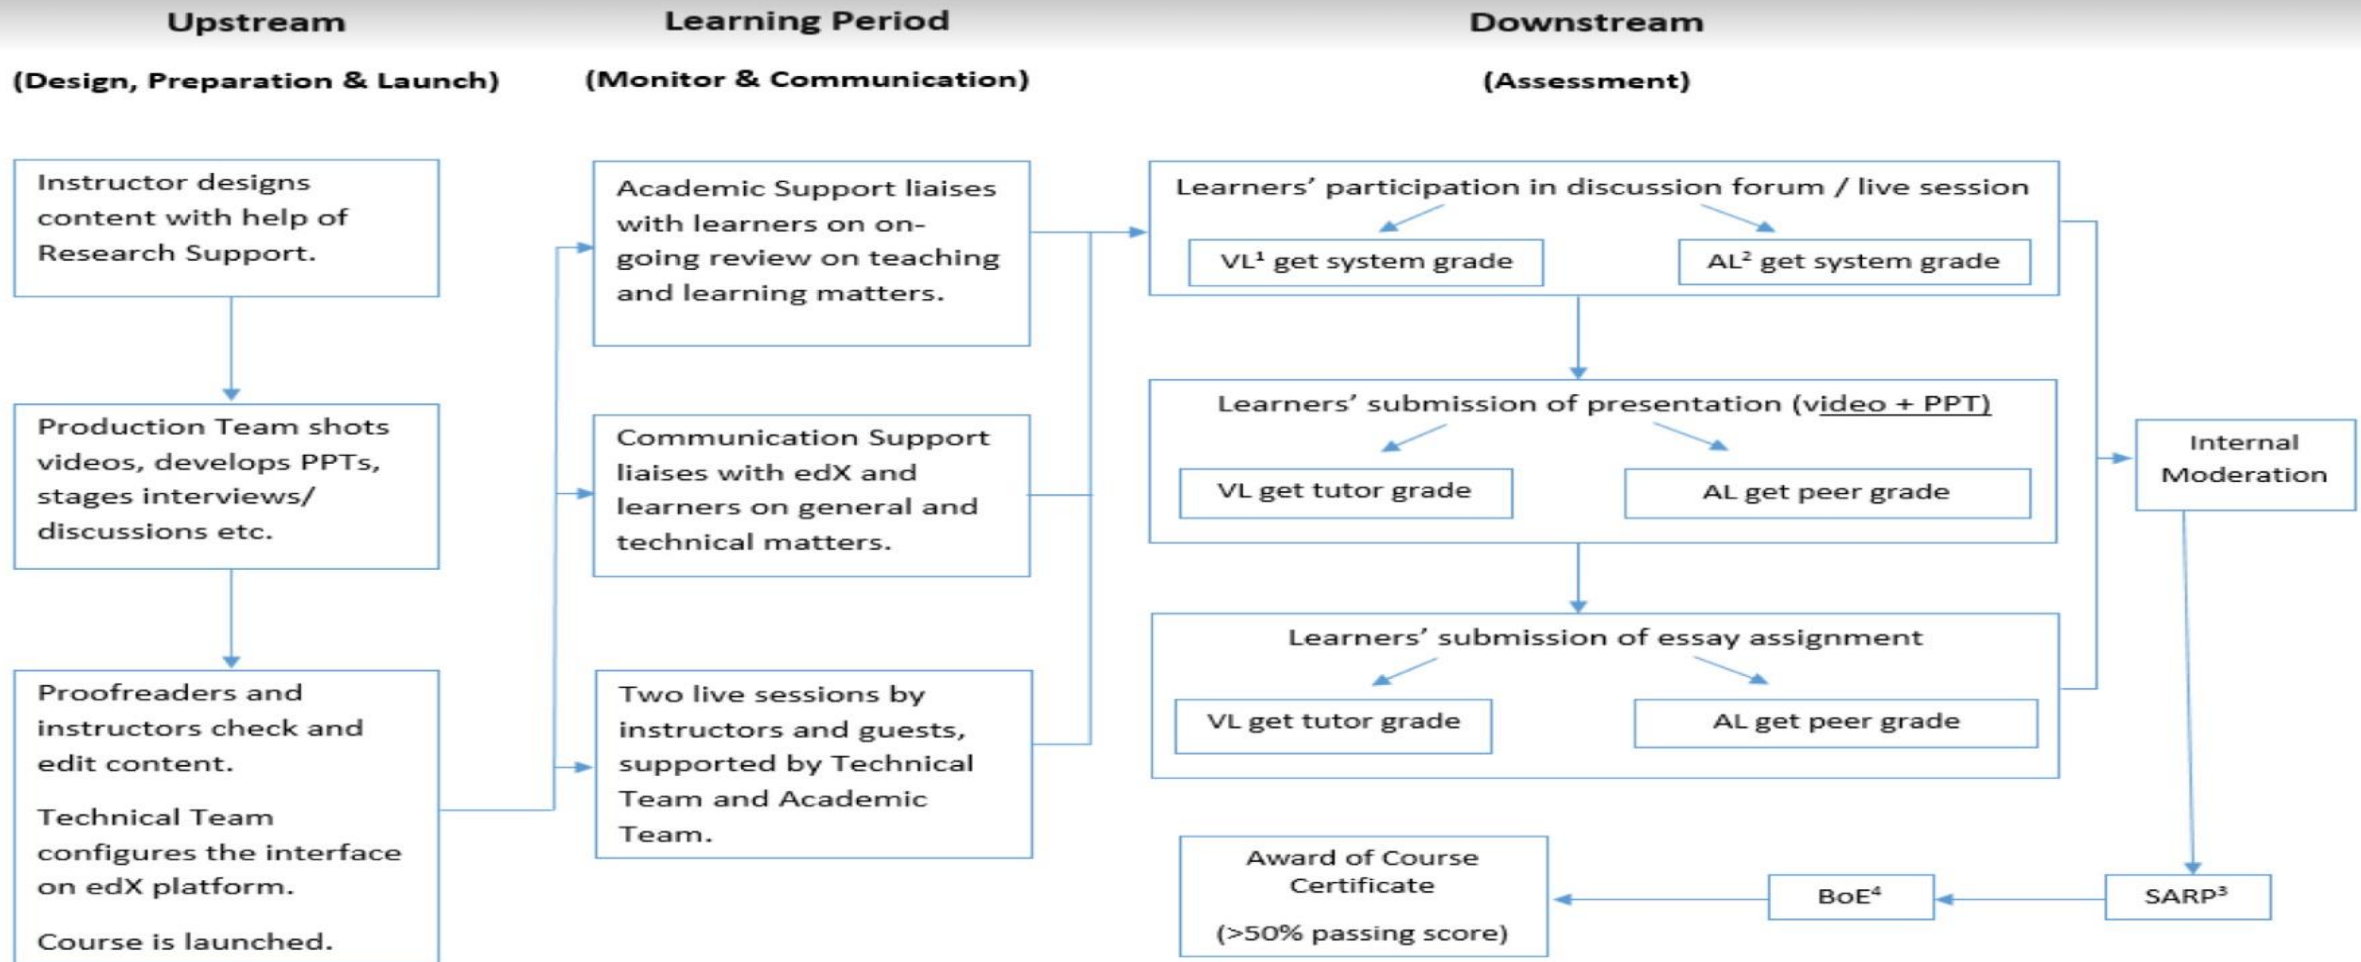 Upstream
(Design, Preparation & Launch)
Instructor designs
content with help of
Research Support.
Production Team shots
videos, develops PPTs,
stages interviews/
discussions etc.
Proofreaders and
instructors check and
edit content.
Technical Team
configures the interface
on edX platform.
Course is launched.
Learning Period
(Monitor & Communication)
Academic Support liaises
with learners on on-
going review on teaching
and learning matters.
Communication Support
liaises with edX and
learners on general and
technical matters.
Two live sessions by
instructors and guests,
supported by Technical
Team and Academic
Team.
Downstream
(Assessment)
Learners’ participation in discussion forum / live session
VL¹ get system grade
AL² get system grade
Learners’ submission of presentation (video + PPT)
VL get tutor grade
AL get peer grade
Learners’ submission of essay assignment
VL get tutor grade
AL get peer grade
Internal
Moderation
SARP³
BoE⁴
Award of Course
Certificate
(>50% passing score)